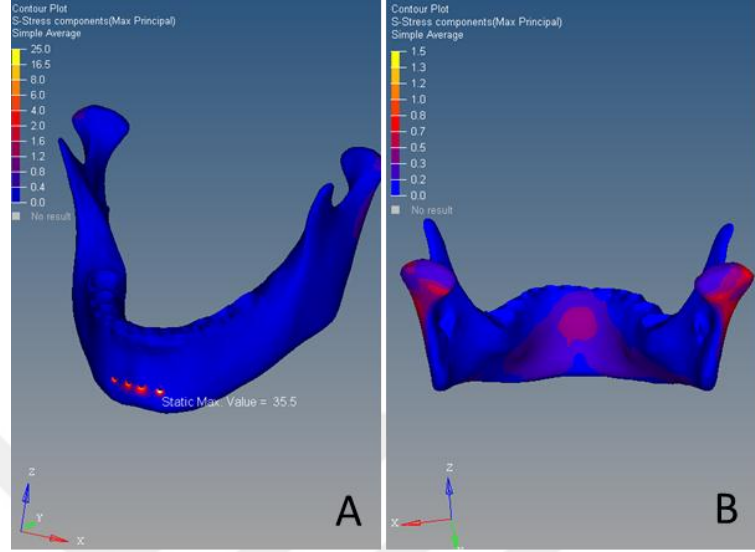 Contour Plot
S-Stress components(Max Principal)
Simple Average
25.0
16.5
8.0
6.0
4.0
2.0
1.6
1.2
0.8
0.4
0.0
No result
Static Max. Value = 35.5
Z
Y
X
A
Contour Plot
S-Stress components(Max Principal)
Simple Average
1.5
1.3
1.2
1.0
0.8
0.7
0.5
0.3
0.2
0.0
No result
Z
X
B